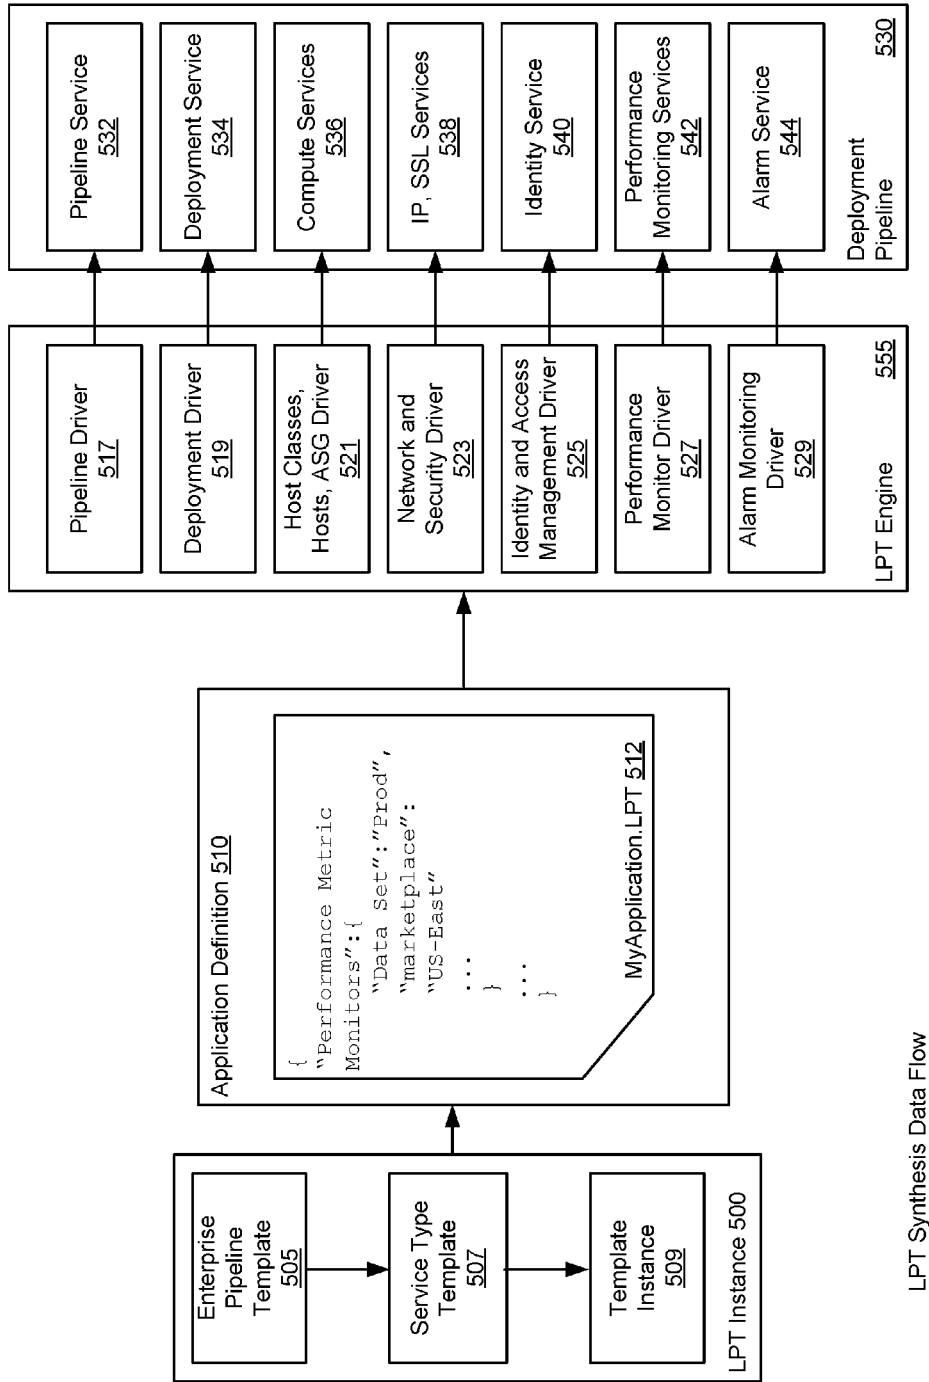 Enterprise
Pipeline
Template
505
Service Type
Template
507
Template
Instance
509
LPT Instance 500
Application Definition 510
{
“Performance Metric
Monitors”:{
“Data Set”:”Prod”,
“marketplace”:
“US-East”
...
}
...
}
MyApplication.LPT 512
Pipeline Driver
517
Deployment Driver
519
Host Classes,
Hosts, ASG Driver
521
Network and
Security Driver
523
Identity and Access
Management Driver
525
Performance
Monitor Driver
527
Alarm Monitoring
Driver
529
LPT Engine
555
Pipeline Service
532
Deployment Service
534
Compute Services
536
IP, SSL Services
538
Identity Service
540
Performance
Monitoring Services
542
Alarm Service
544
Deployment
Pipeline
530
LPT Synthesis Data Flow